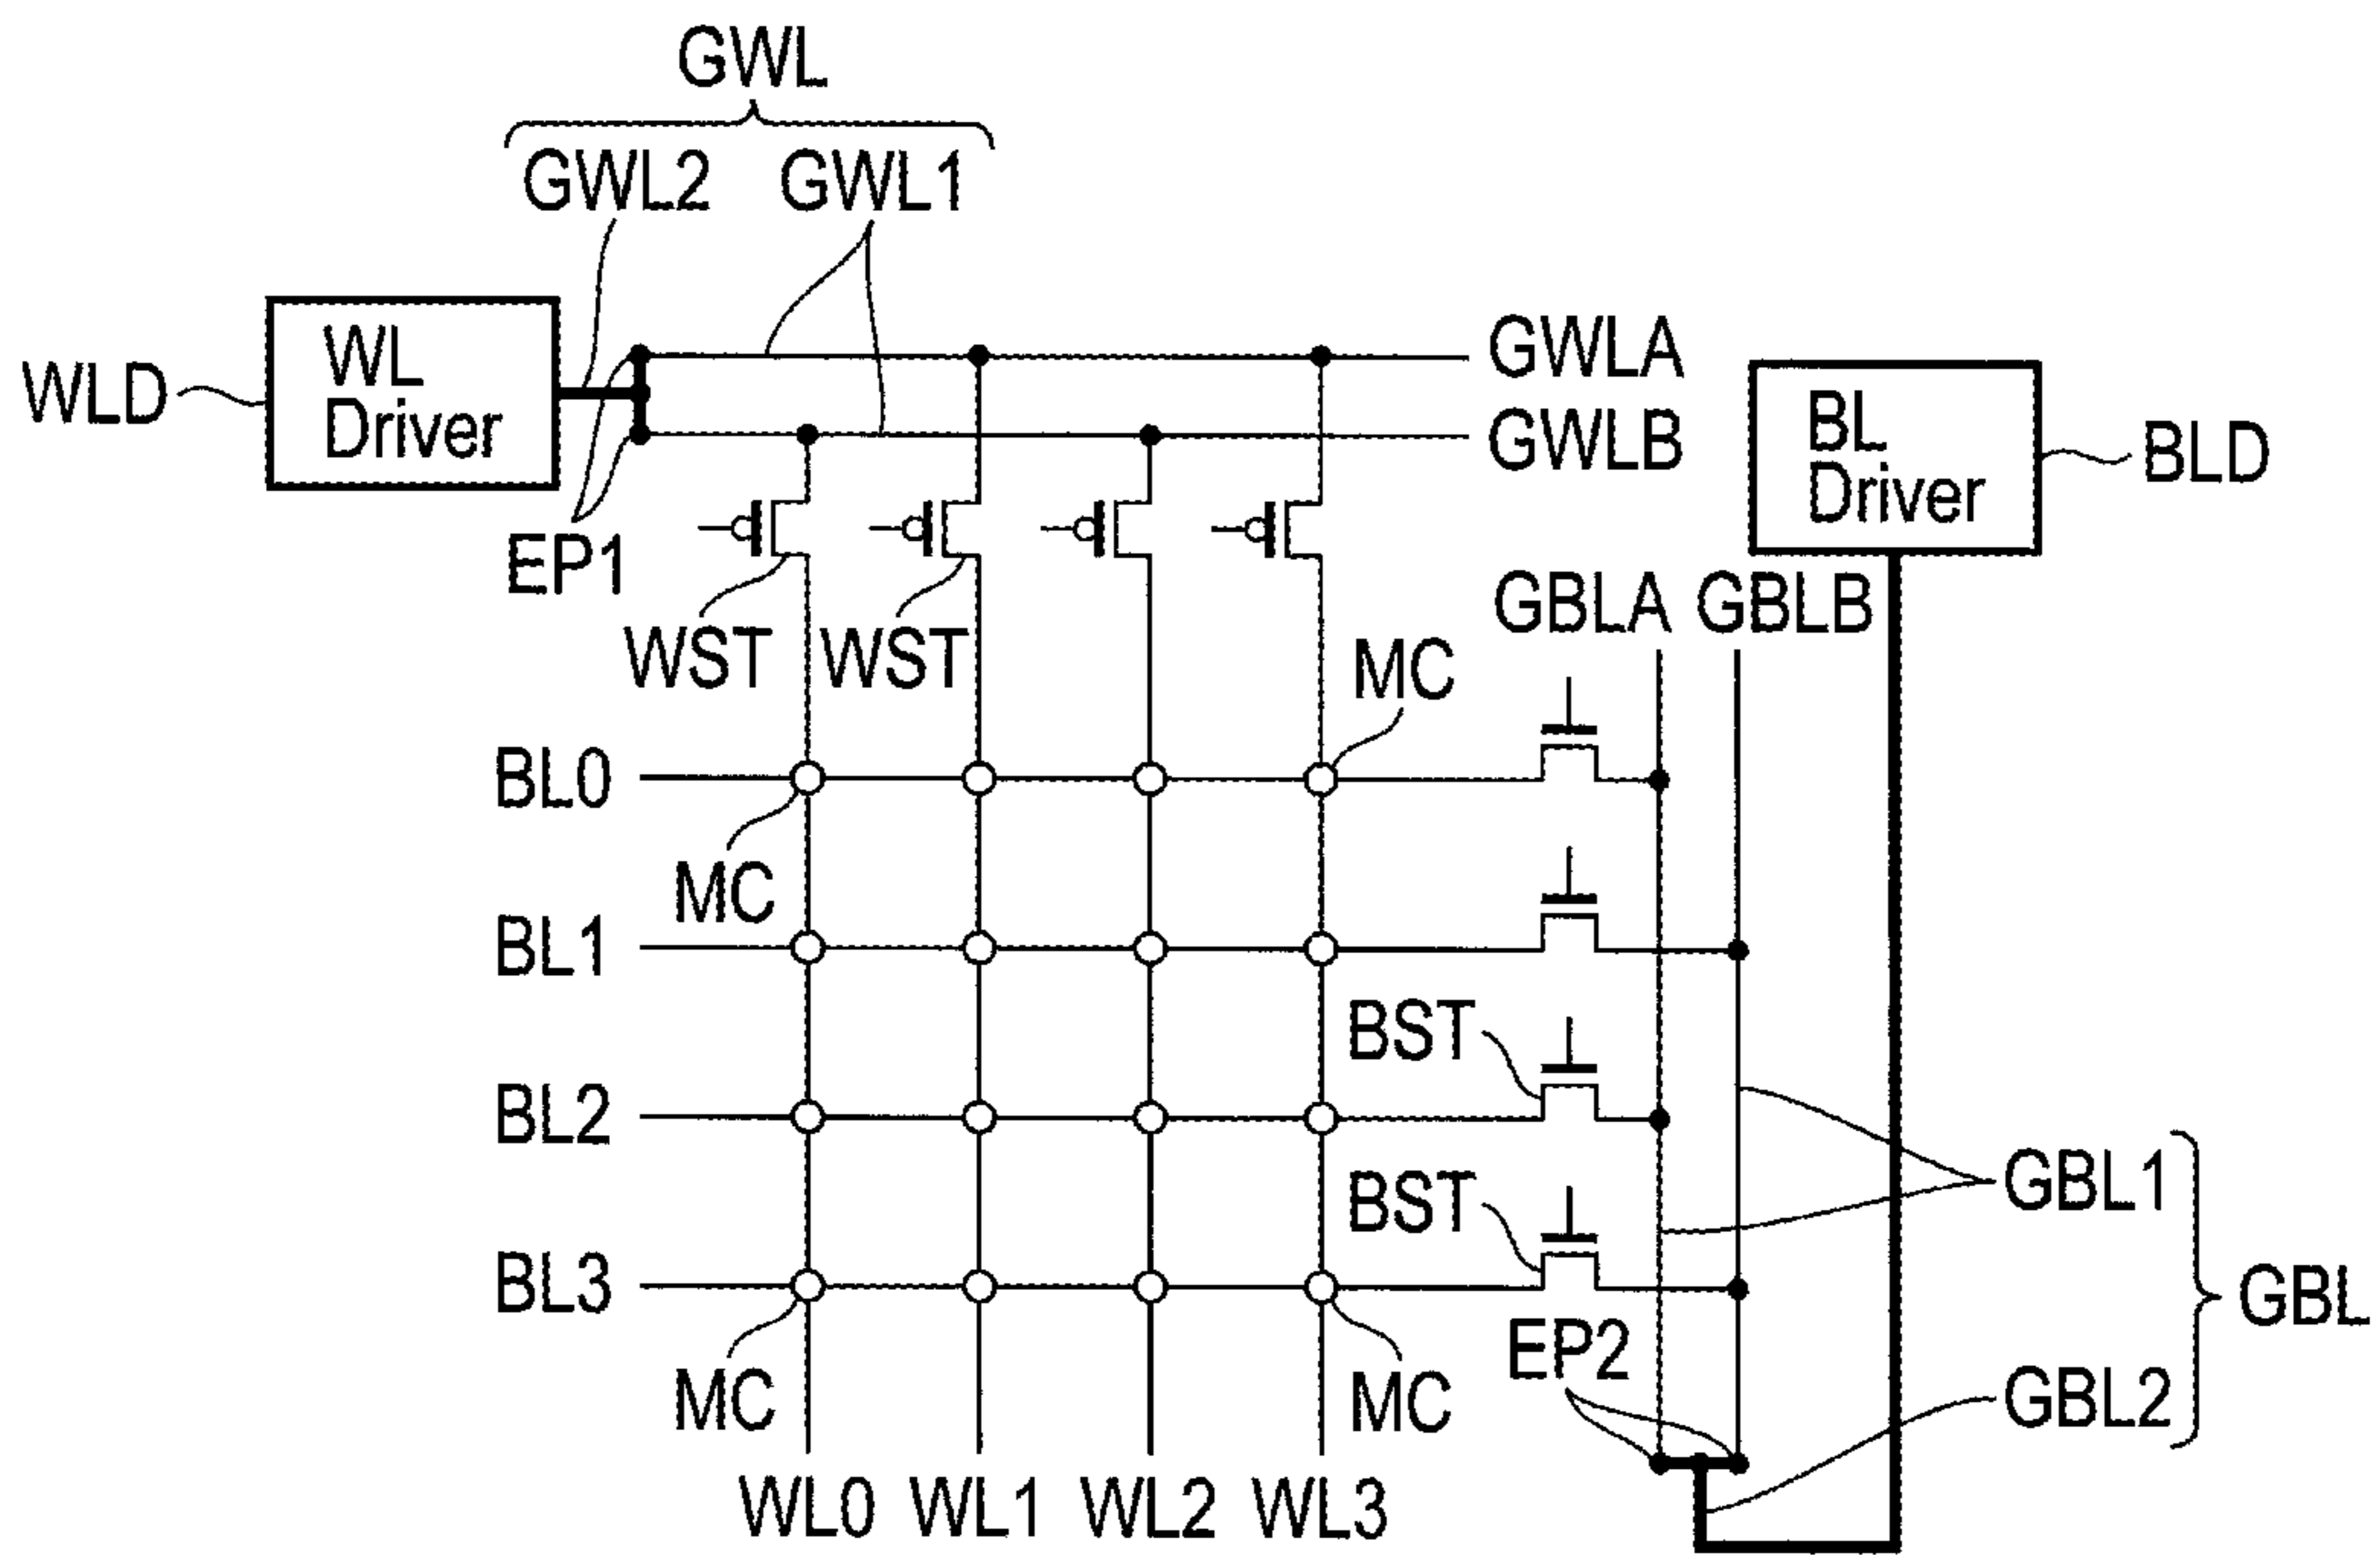 GWL
GWL2 GWL1
WLD
WL
Driver
GWLA
GWLB
BL
Driver
BLD
EP1
GBLA GBLB
WST WST
MC
BL0
MC
BL1
BST
BL2
GBL1
BST
BL3
GBL
EP2
MC
MC
GBL2
WL0 WL1 WL2 WL3